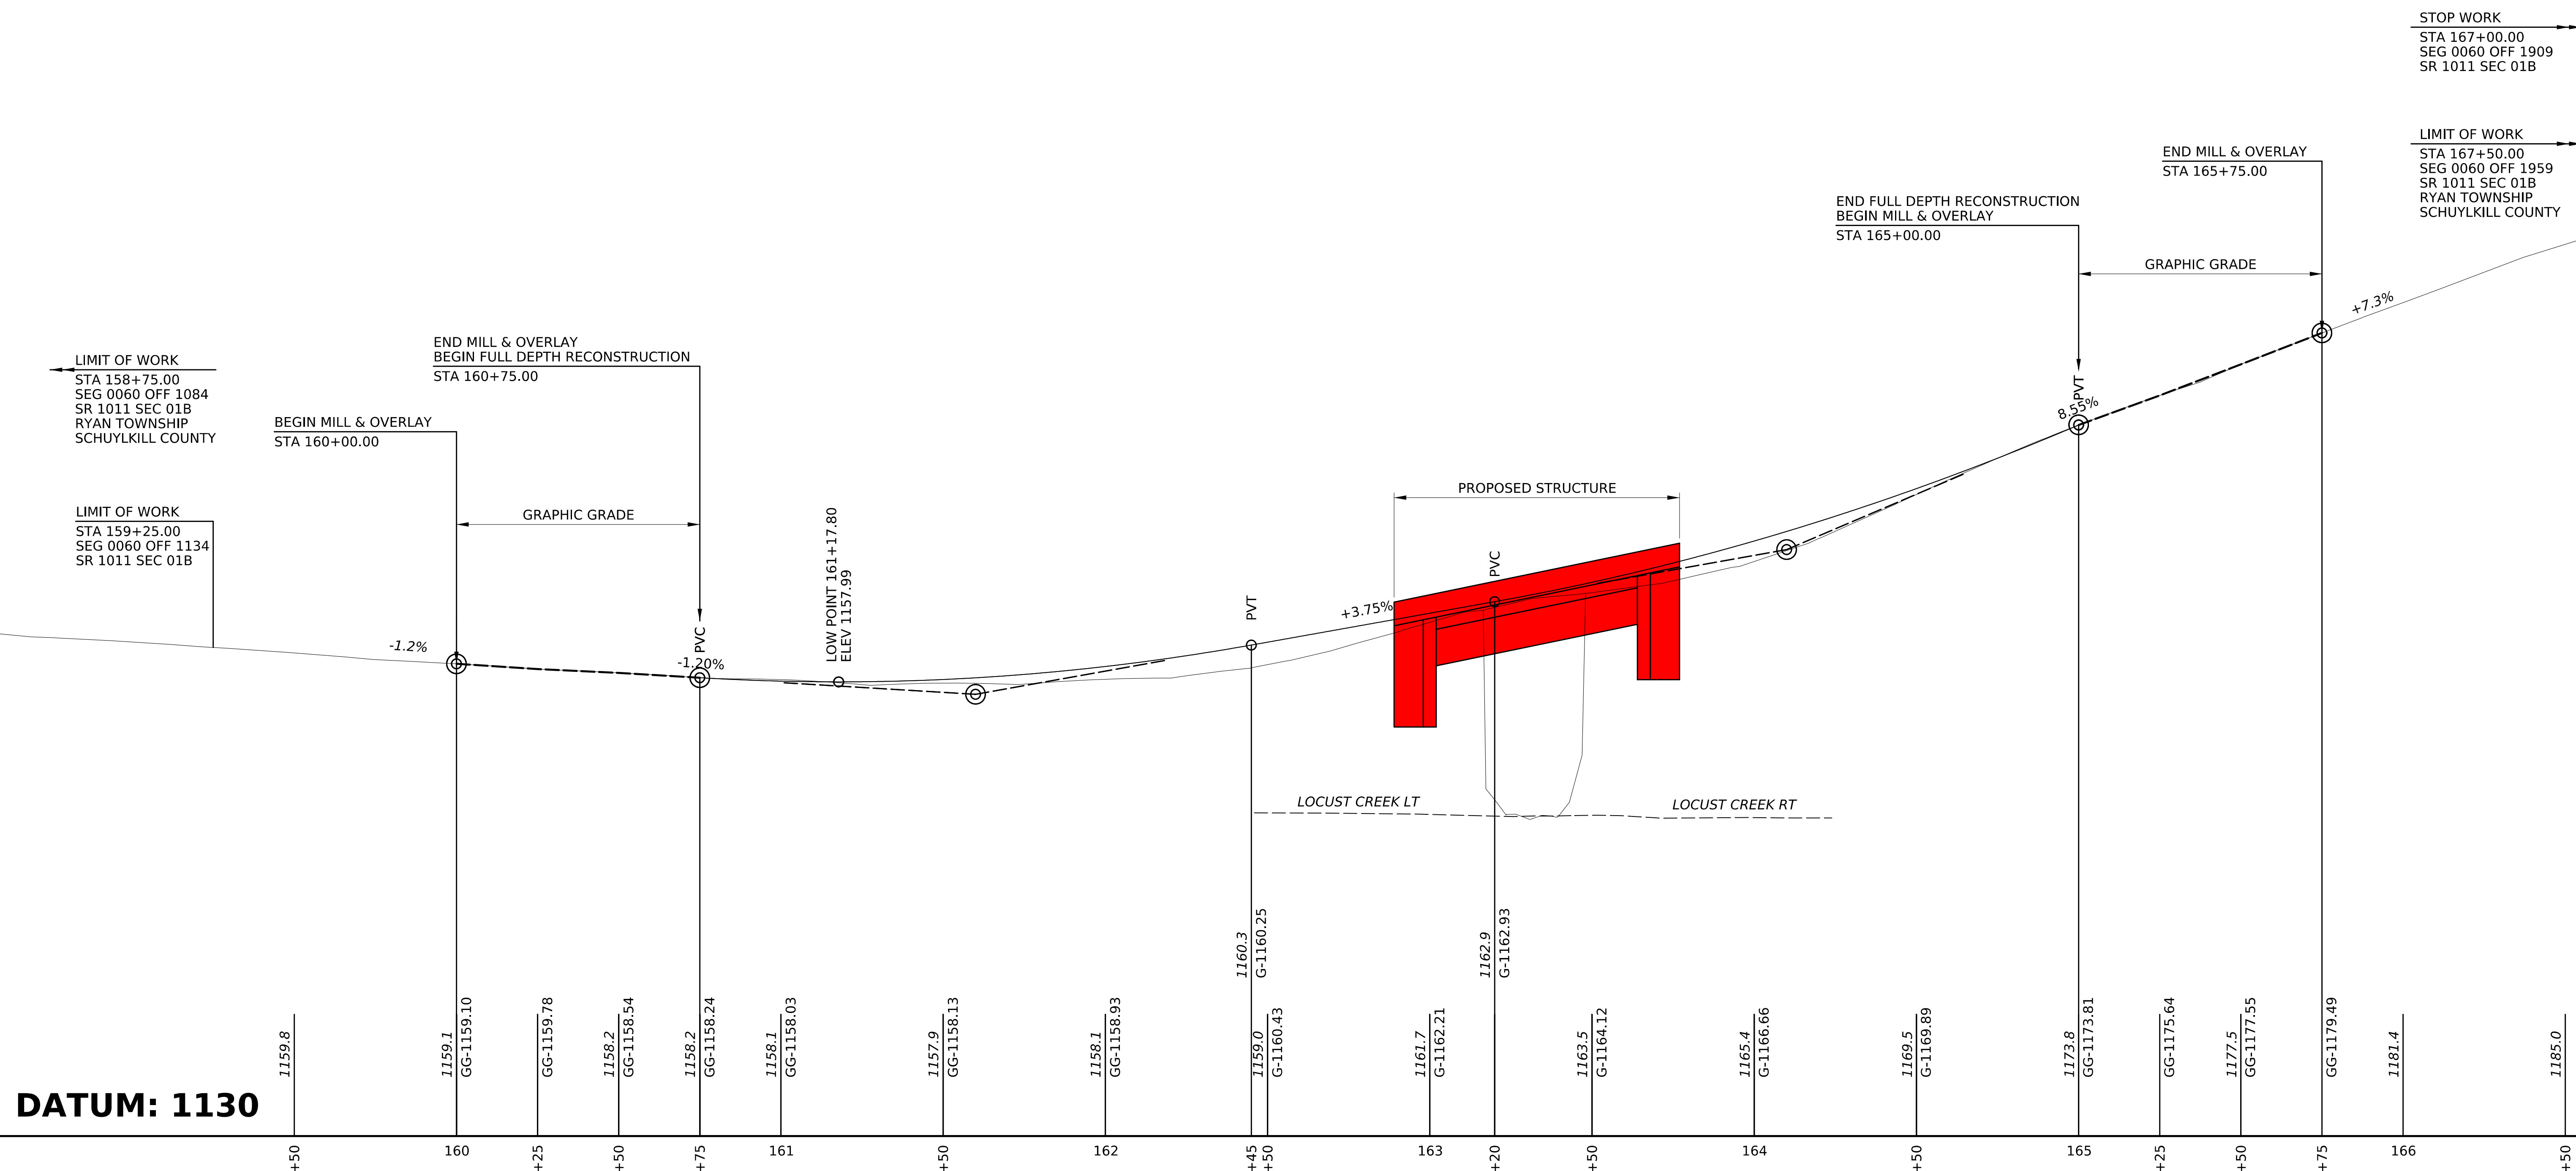 STOP WORK
STA 167+00.00
SEG 0060 OFF 1909
SR 1011 SEC 01B
LIMIT OF WORK
STA 167+50.00
SEG 0060 OFF 1959
SR 1011 SEC 01B
RYAN TOWNSHIP
SCHUYLKILL COUNTY
END MILL & OVERLAY
STA 165+75.00
END FULL DEPTH RECONSTRUCTION
BEGIN MILL & OVERLAY
STA 165+00.00
GRAPHIC GRADE
+7.3%
PVT
8.55%
END MILL & OVERLAY
BEGIN FULL DEPTH RECONSTRUCTION
STA 160+75.00
LIMIT OF WORK
STA 158+75.00
SEG 0060 OFF 1084
SR 1011 SEC 01B
RYAN TOWNSHIP
SCHUYLKILL COUNTY
BEGIN MILL & OVERLAY
STA 160+00.00
LIMIT OF WORK
STA 159+25.00
SEG 0060 OFF 1134
SR 1011 SEC 01B
GRAPHIC GRADE
PROPOSED STRUCTURE
-1.2%
PVC
-1.20%
LOW POINT 161+17.80
ELEV 1157.99
PVT
+3.75%
PVC
LOCUST CREEK LT
LOCUST CREEK RT
1159.8
1159.1
GG-1159.10
GG-1159.78
1158.2
GG-1158.54
1158.2
GG-1158.24
1158.1
GG-1158.03
1157.9
GG-1158.13
1158.1
GG-1158.93
1160.3
G-1160.25
1159.0
G-1160.43
1161.7
G-1162.21
1162.9
G-1162.93
1163.5
G-1164.12
1165.4
G-1166.66
1169.5
G-1169.89
1173.8
GG-1173.81
GG-1175.64
1177.5
GG-1177.55
GG-1179.49
1181.4
1185.0
DATUM: 1130
+50
160
+25
+50
+75
161
+50
162
+45
+50
163
+20
+50
164
+50
165
+25
+50
+75
166
+50